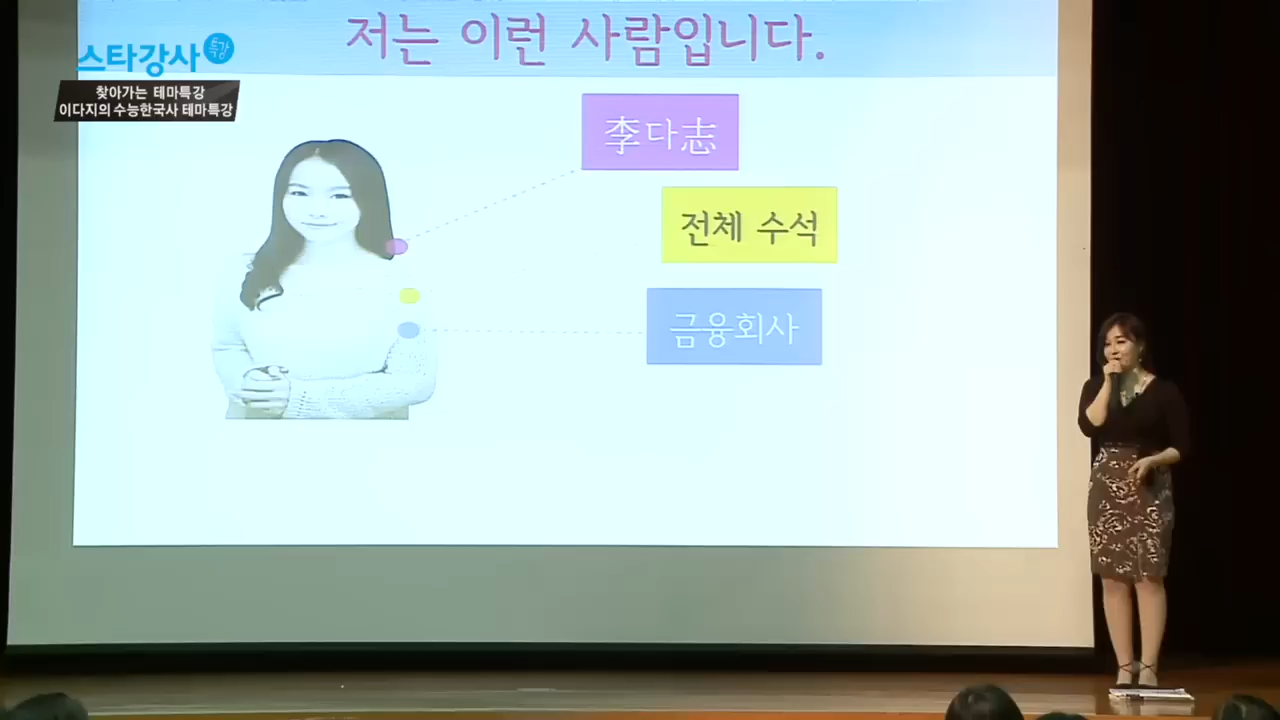 저는 이런 사람입니다.
스타강사 특강
찾아가는 테마특강
이다지의 수능한국사 테마특강
李다志
전체 수석
금융회사